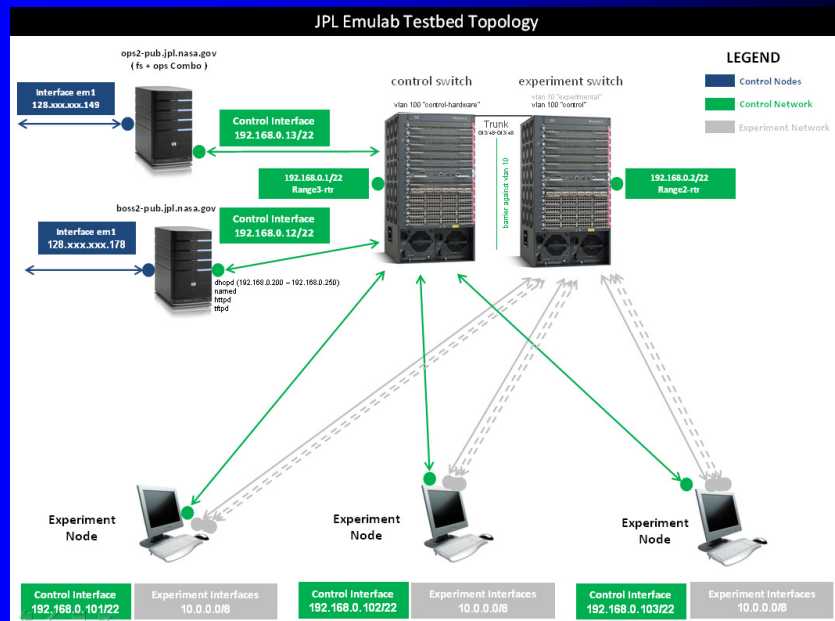 JPL Emulab Testbed Topology
ops2-pub.jpl.nasa.gov
( fs + ops Combo )
Interface em1
128.xxx.xxx.149
Control Interface
192.168.0.13/22
control switch
vlan 100 "control-hardware"
experiment switch
vlan 10 "experimental"
vlan 100 "control"
Trunk
barrier against vlan 10
LEGEND
Control Nodes
Control Network
Experiment Network
192.168.0.1/22
Range3-rtr
192.168.0.2/22
Range2-rtr
boss2-pub.jpl.nasa.gov
Interface em1
128.xxx.xxx.178
Control Interface
192.168.0.12/22
dhcpd (192.168.0.200 – 192.168.0.250)
named
httpd
tftpd
Experiment
Node
Experiment
Node
Experiment
Node
Control Interface
192.168.0.101/22
Experiment Interfaces
10.0.0.0/8
Control Interface
192.168.0.102/22
Experiment Interfaces
10.0.0.0/8
Control Interface
192.168.0.103/22
Experiment Interfaces
10.0.0.0/8